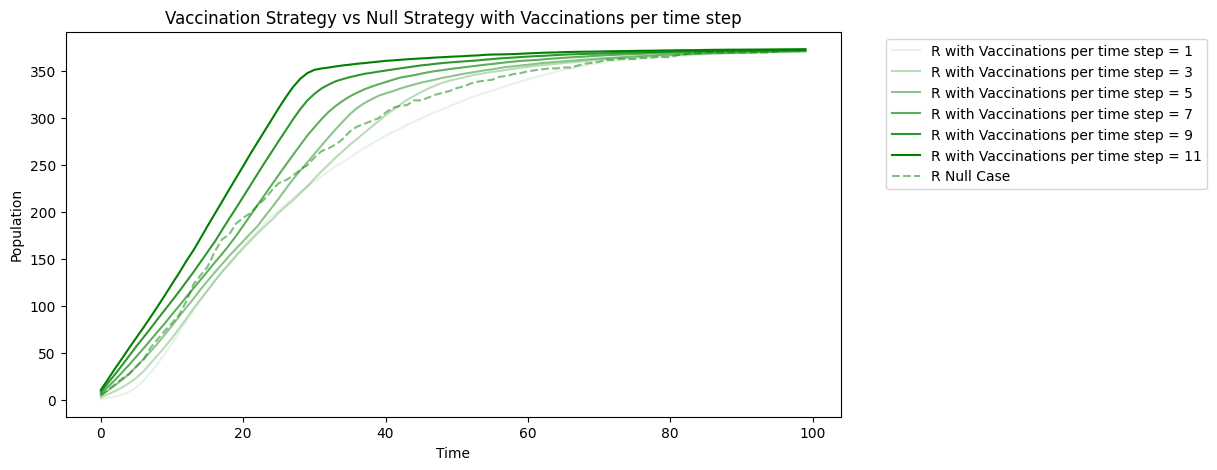 Vaccination Strategy vs Null Strategy with Vaccinations per time step
350
300
250
200
150
100
50
0
Population
0 20 40 60 80 100
Time
R with Vaccinations per time step = 1
R with Vaccinations per time step = 3
R with Vaccinations per time step = 5
R with Vaccinations per time step = 7
R with Vaccinations per time step = 9
R with Vaccinations per time step = 11
R Null Case